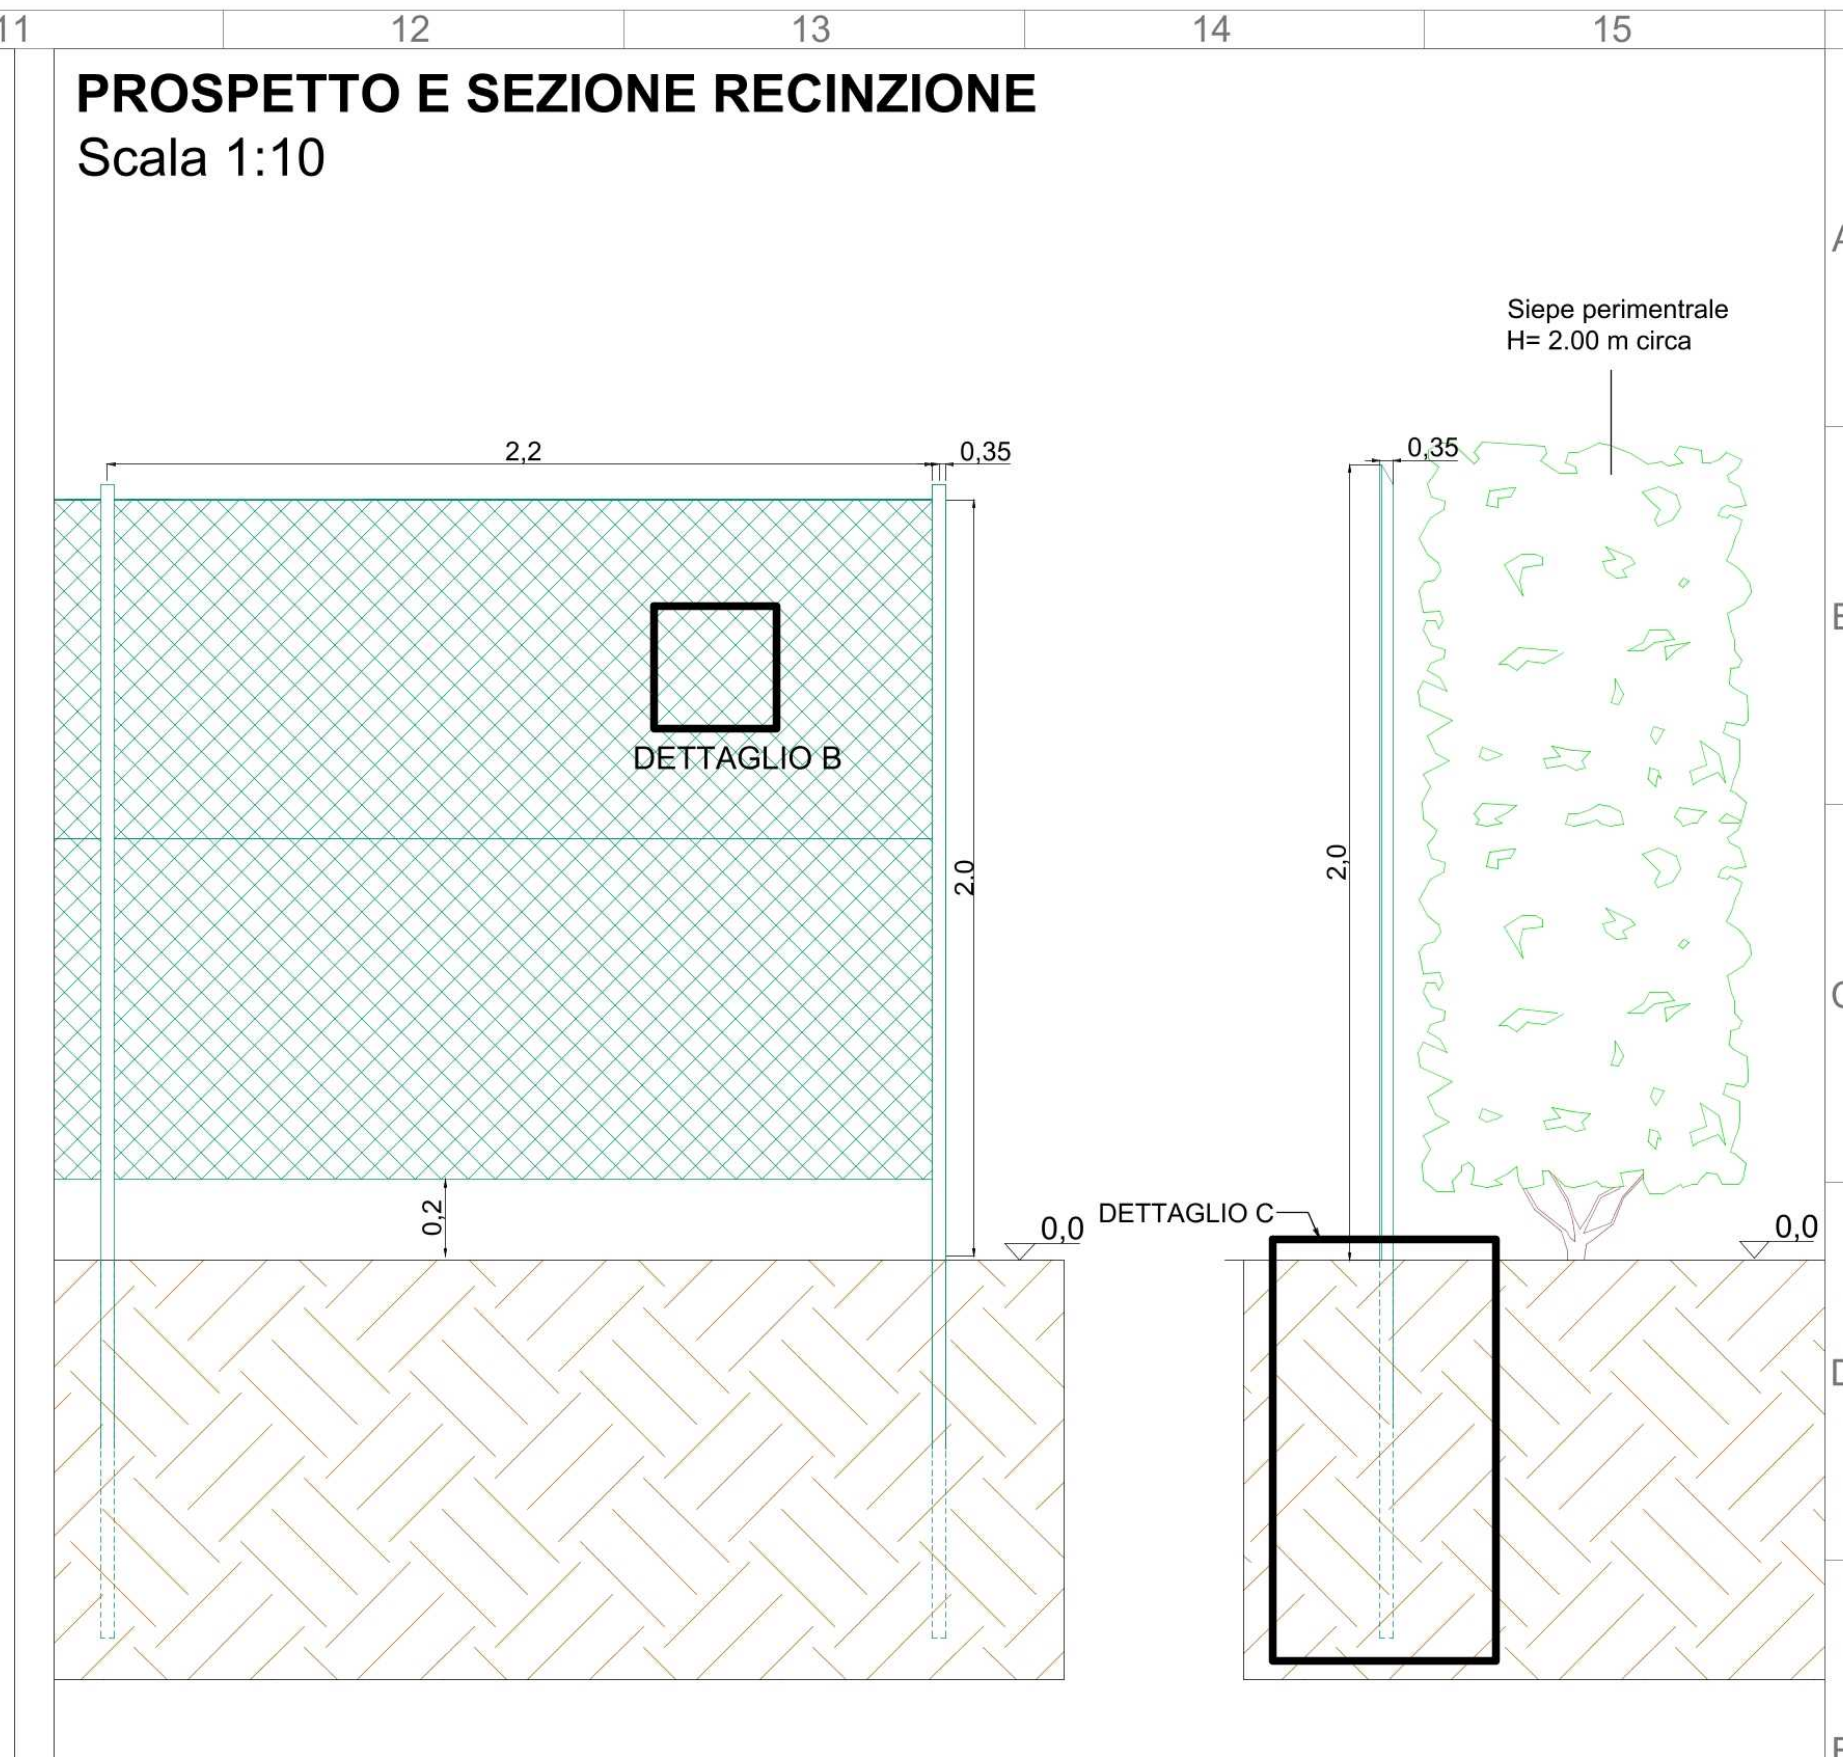 11
12
13
14
15
PROSPETTO E SEZIONE RECINZIONE
Scala 1:10
A
Siepe perimentrale
H= 2.00 m circa
2,2
0,35
0,35
B
DETTAGLIO B
2.0
2,0
C
0,2
0,0
DETTAGLIO C
0,0
D